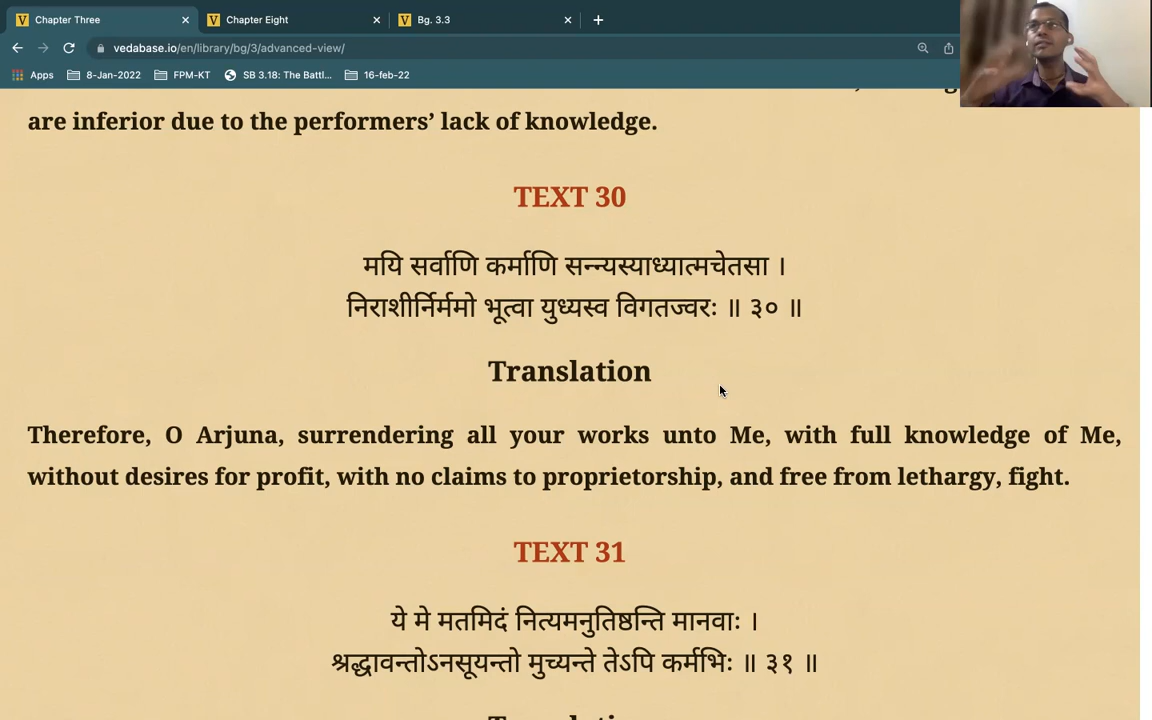 Chapter Three
Chapter Eight
Bg. 3.3
vedabase.io/en/library/bg/3/advanced-view/
Apps
8-Jan-2022
FPM-KT
SB 3.18: The Battl...
16-feb-22
are inferior due to the performers’ lack of knowledge.
TEXT 30
मयि सर्वाणि कर्माणि सन्न्यस्याध्यात्मचेतसा ।
निराशीर्निर्ममो भूत्वा युध्यस्व विगतज्वरः ॥ ३० ॥
Translation
Therefore, O Arjuna, surrendering all your works unto Me, with full knowledge of Me,
without desires for profit, with no claims to proprietorship, and free from lethargy, fight.
TEXT 31
ये मे मतमिदं नित्यमनुतिष्ठन्ति मानवाः ।
श्रद्धावन्तोऽनसूयन्तो मुच्यन्ते तेऽपि कर्मभिः ॥ ३१ ॥